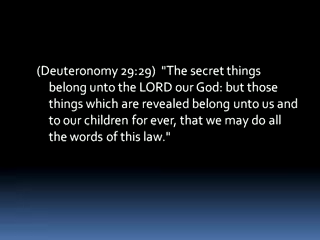 (Deuteronomy 29:29)  "The secret things
belong unto the LORD our God: but those
things which are revealed belong unto us and
to our children for ever, that we may do all
the words of this law."